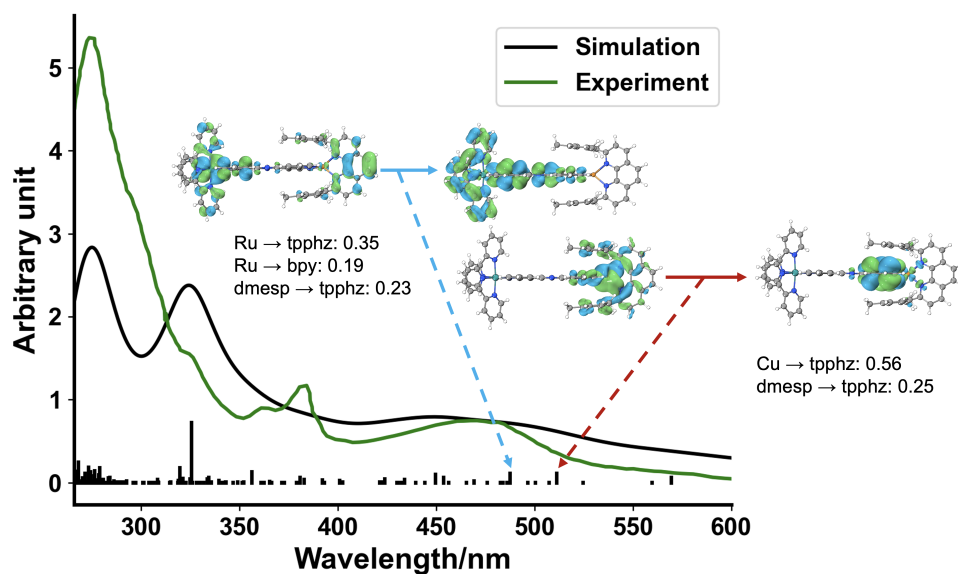 Simulation
Experiment
Arbitrary unit
5
4
3
2
1
0
Ru → tpphz: 0.35
Ru → bpy: 0.19
dmesp → tpphz: 0.23
Cu → tpphz: 0.56
dmesp → tpphz: 0.25
300 350 400 450 500 550 600
Wavelength/nm